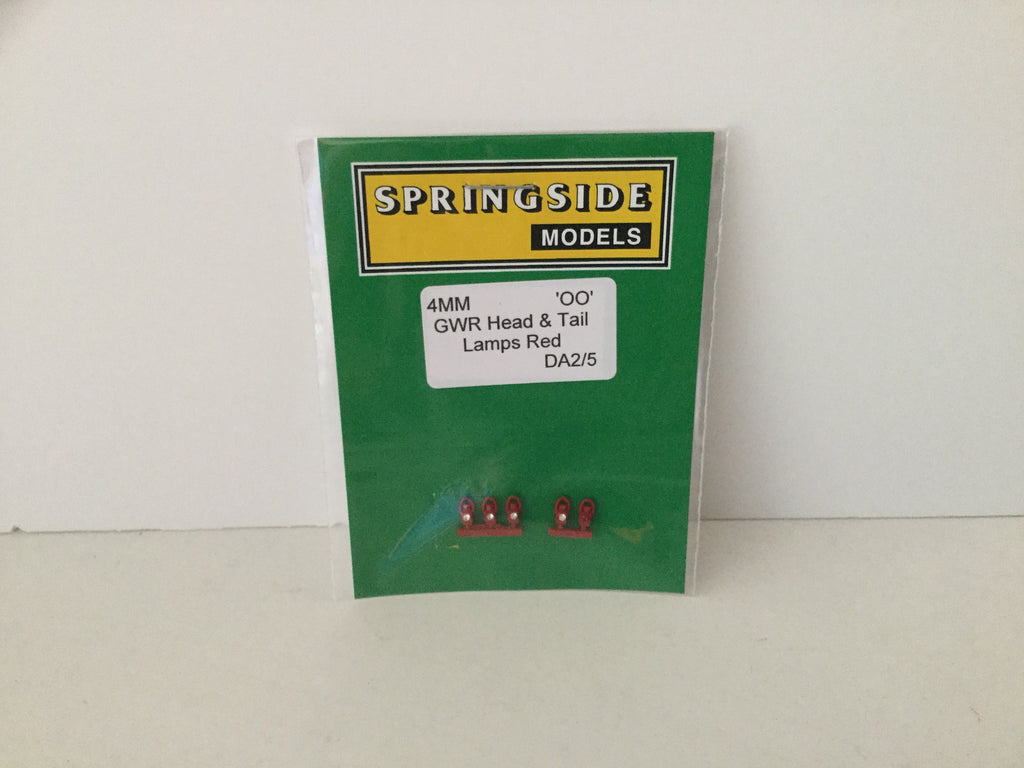 SPRINGSIDE
MODELS
4MM 'OO'
GWR Head & Tail
Lamps Red
DA2/5